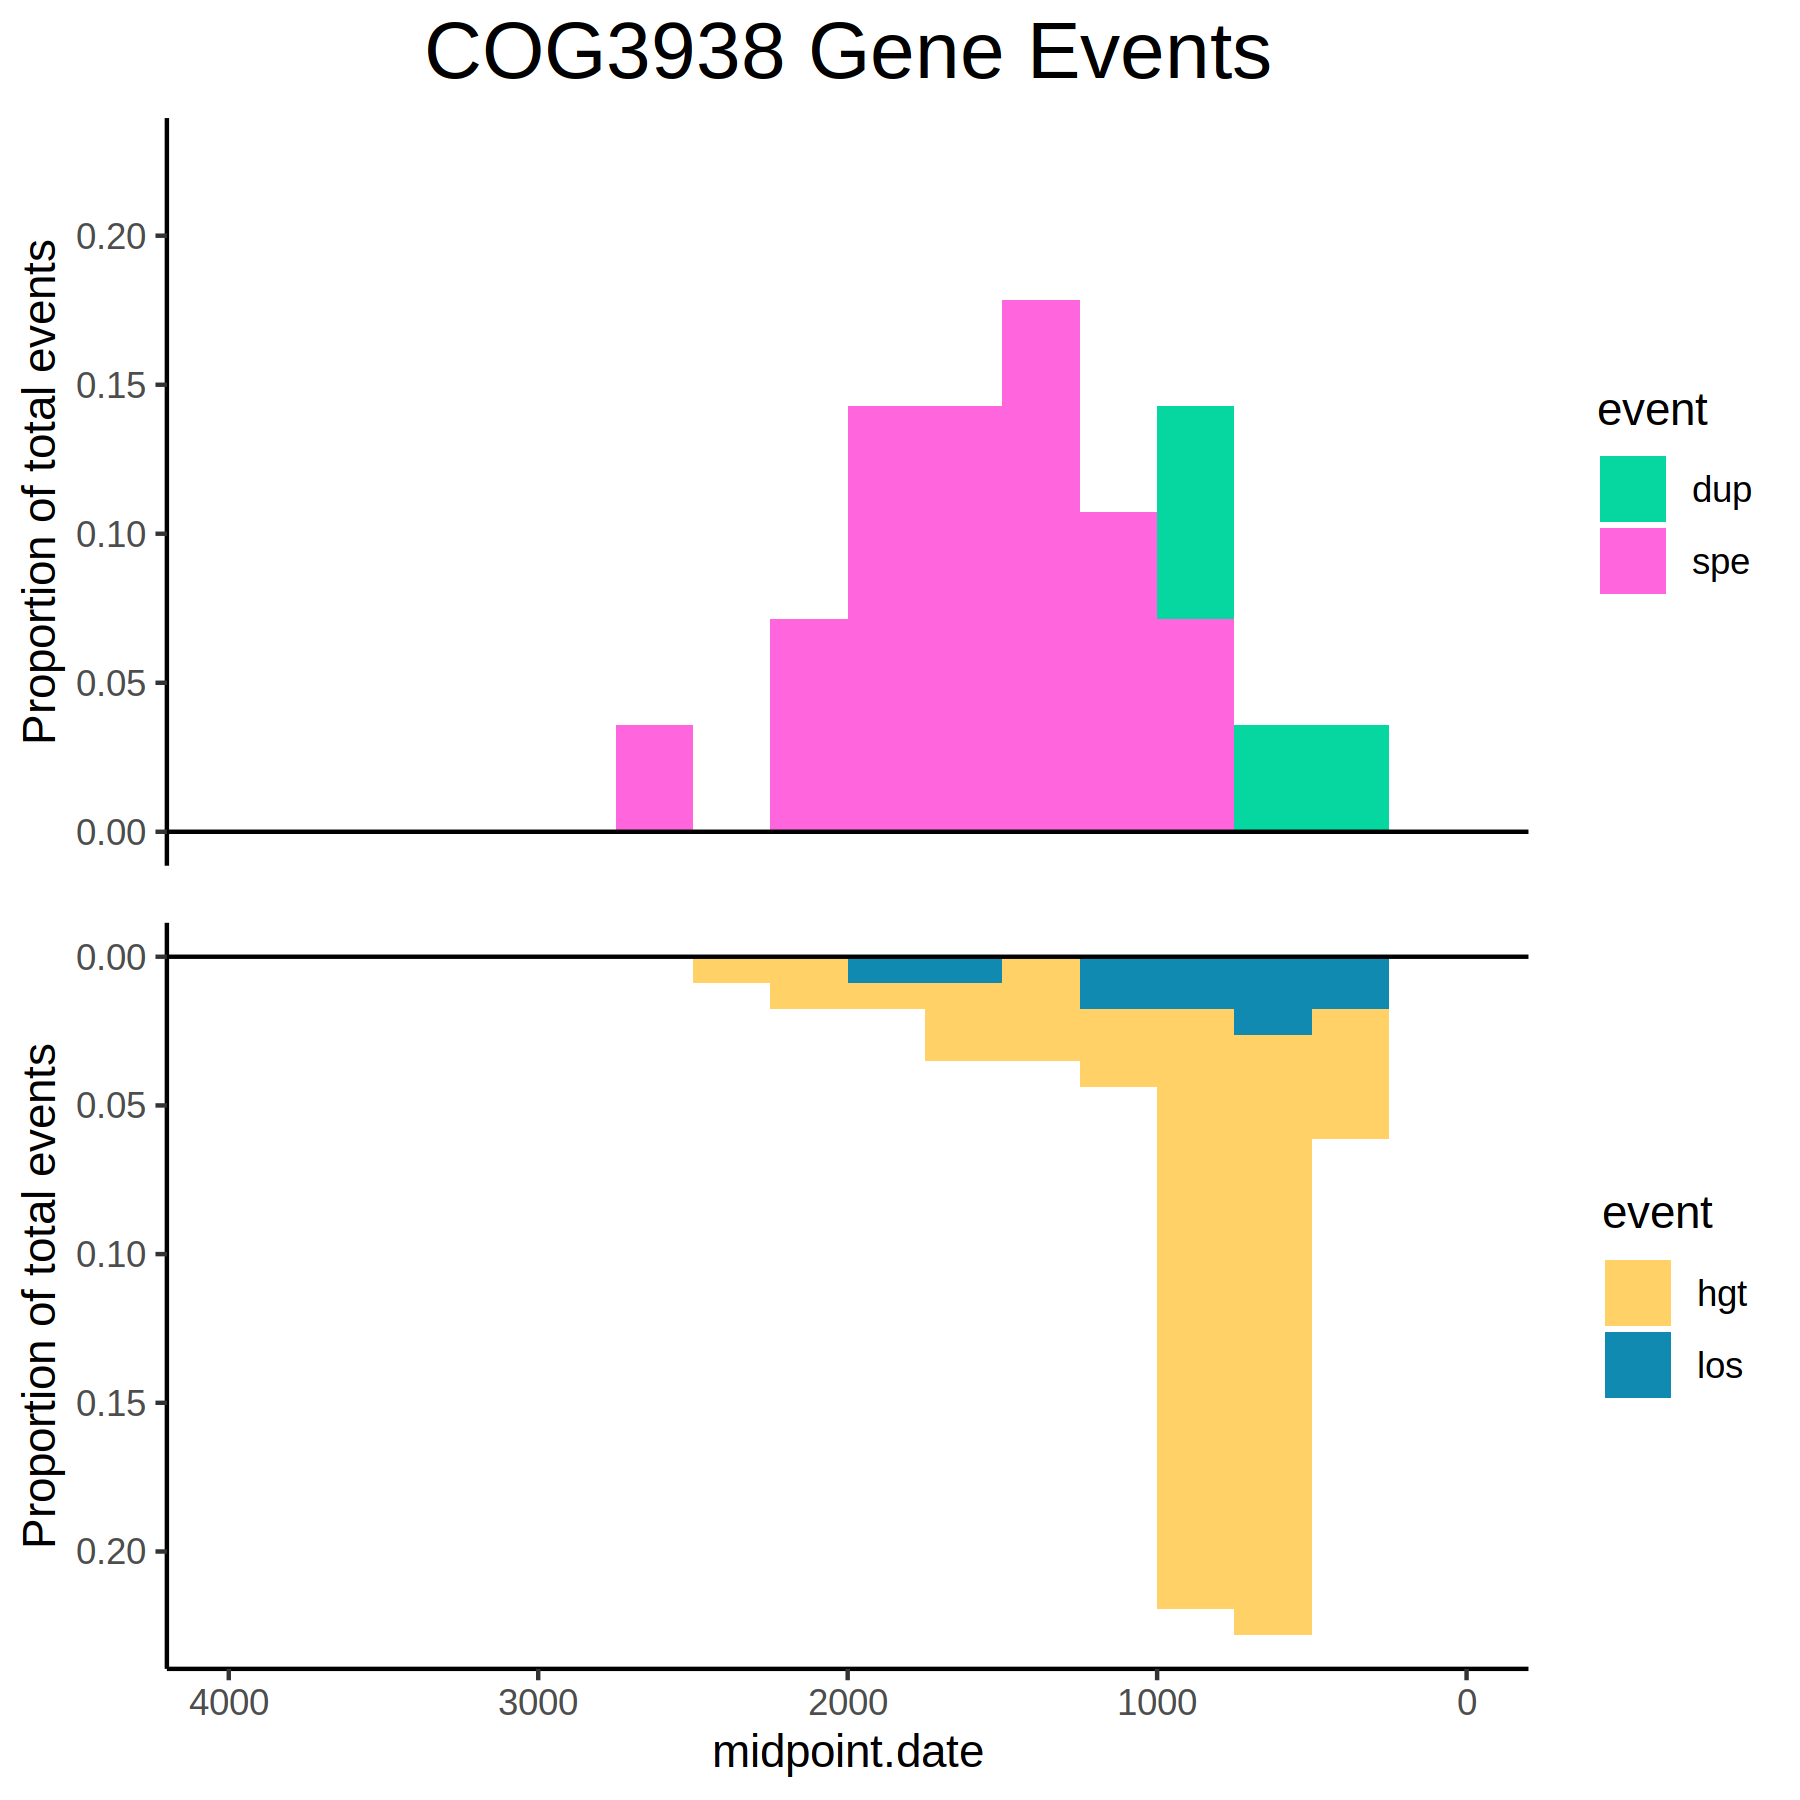 COG3938 Gene Events
Proportion of total events
0.20
0.15
0.10
0.05
0.00
event
dup
spe
Proportion of total events
0.00
0.05
0.10
0.15
0.20
event
hgt
los
4000 3000 2000 1000 0
midpoint.date